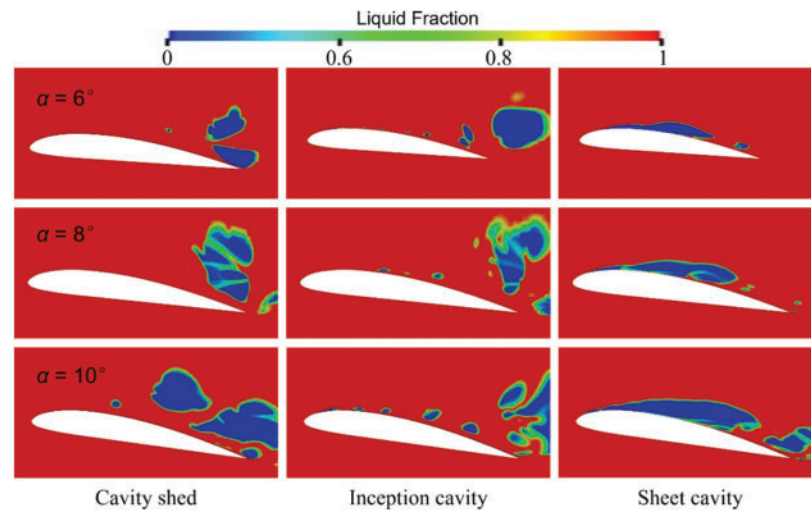 Liquid Fraction
0 0.6 0.8 1
α = 6°
α = 8°
α = 10°
Cavity shed Inception cavity Sheet cavity